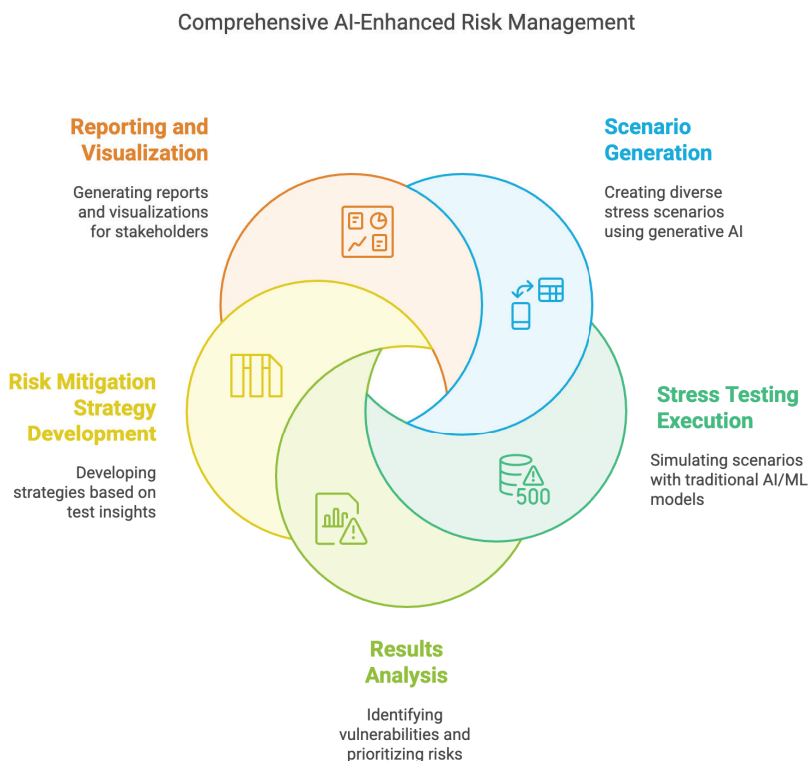 Comprehensive AI-Enhanced Risk Management
Reporting and
Visualization
Generating reports
and visualizations
for stakeholders
Scenario
Generation
Creating diverse
stress scenarios
using generative AI
Risk Mitigation
Strategy
Development
Developing
strategies based on
test insights
Stress Testing
Execution
Simulating scenarios
with traditional AI/ML
models
500
Results
Analysis
Identifying
vulnerabilities and
prioritizing risks